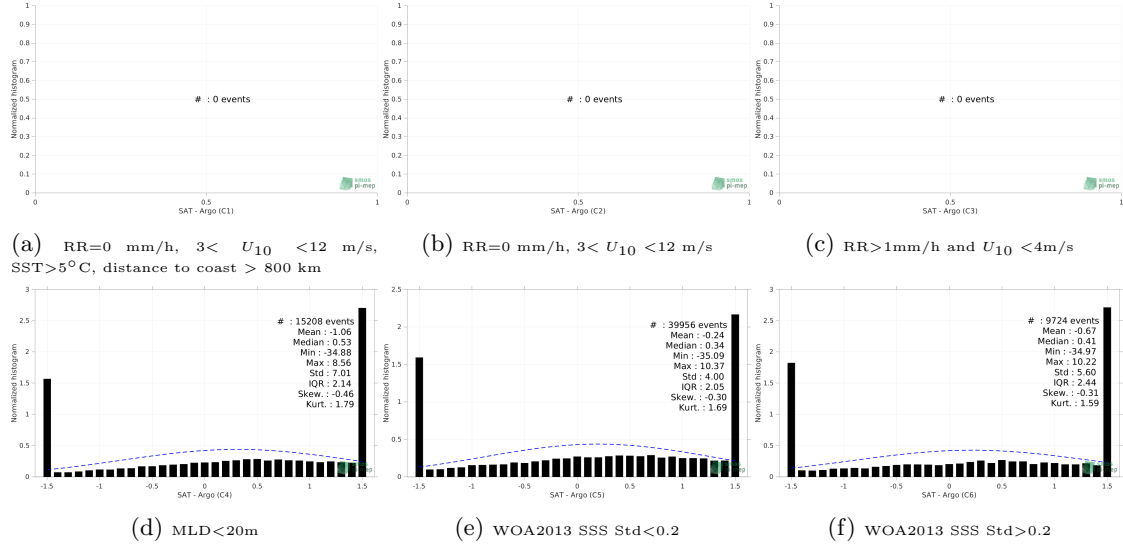 1
0.9
0.8
0.7
0.6
0.5
0.4
0.3
0.2
0.1
0
Normalized histogram
# : 0 events
smos
pi-mep
0
0.5
1
SAT - Argo (C1)
(a) RR=0 mm/h, 3< U10 <12 m/s,
SST>5°C, distance to coast > 800 km
1
0.9
0.8
0.7
0.6
0.5
0.4
0.3
0.2
0.1
0
Normalized histogram
# : 0 events
smos
pi-mep
0
0.5
1
SAT - Argo (C2)
(b) RR=0 mm/h, 3< U10 <12 m/s
1
0.9
0.8
0.7
0.6
0.5
0.4
0.3
0.2
0.1
0
Normalized histogram
# : 0 events
smos
pi-mep
0
0.5
1
SAT - Argo (C3)
(c) RR>1mm/h and U10 <4m/s
3
2.5
2
1.5
1
0.5
0
Normalized histogram
# : 15208 events
Mean : -1.06
Median : 0.53
Min : -34.88
Max : 8.56
Std : 7.01
IQR : 2.14
Skew. : -0.46
Kurt. : 1.79
-1.5
-1
-0.5
0
0.5
1
1.5
SAT - Argo (C4)
(d) MLD<20m
2.5
2
1.5
1
0.5
0
Normalized histogram
# : 39956 events
Mean : -0.24
Median : 0.34
Min : -35.09
Max : 10.37
Std : 4.00
IQR : 2.05
Skew. : -0.30
Kurt. : 1.69
-1.5
-1
-0.5
0
0.5
1
1.5
SAT - Argo (C5)
(e) WOA2013 SSS Std<0.2
3
2.5
2
1.5
1
0.5
0
Normalized histogram
# : 9724 events
Mean : -0.67
Median : 0.41
Min : -34.97
Max : 10.22
Std : 5.60
IQR : 2.44
Skew. : -0.31
Kurt. : 1.59
-1.5
-1
-0.5
0
0.5
1
1.5
SAT - Argo (C6)
(f) WOA2013 SSS Std>0.2